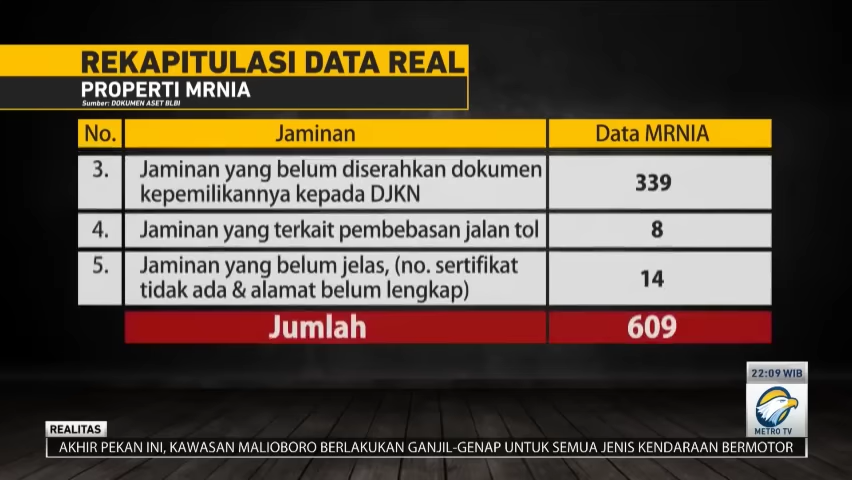 REKAPITULASI DATA REAL
PROPERTI MRNIA
Sumber: DOKUMEN ASET BLBI
No. Jaminan Data MRNIA
3. Jaminan yang belum diserahkan dokumen
kepemilikannya kepada DJKN 339
4. Jaminan yang terkait pembebasan jalan tol 8
5. Jaminan yang belum jelas, (no. sertifikat
tidak ada & alamat belum lengkap) 14
Jumlah 609
22:09 WIB
METRO TV
REALITAS
AKHIR PEKAN INI, KAWASAN MALIOBORO BERLAKUKAN GANJIL-GENAP UNTUK SEMUA JENIS KENDARAAN BERMOTOR